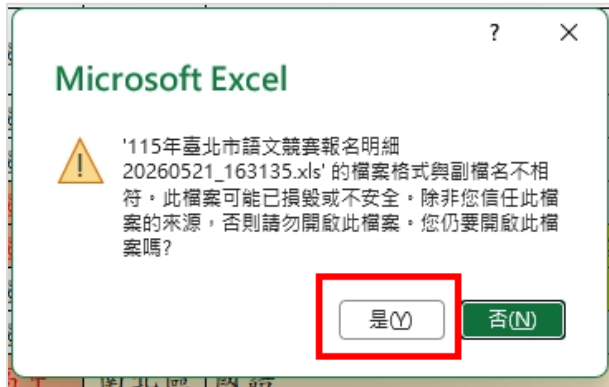 ?
Microsoft Excel
'115年臺北市語文競賽報名明細
20260521_163135.xls' 的檔案格式與副檔名不相
符。此檔案可能已損毀或不安全。除非您信任此檔
案的來源，否則請勿開啟此檔案。您仍要開啟此檔
案嗎?
是(Y) 否(N)
國語